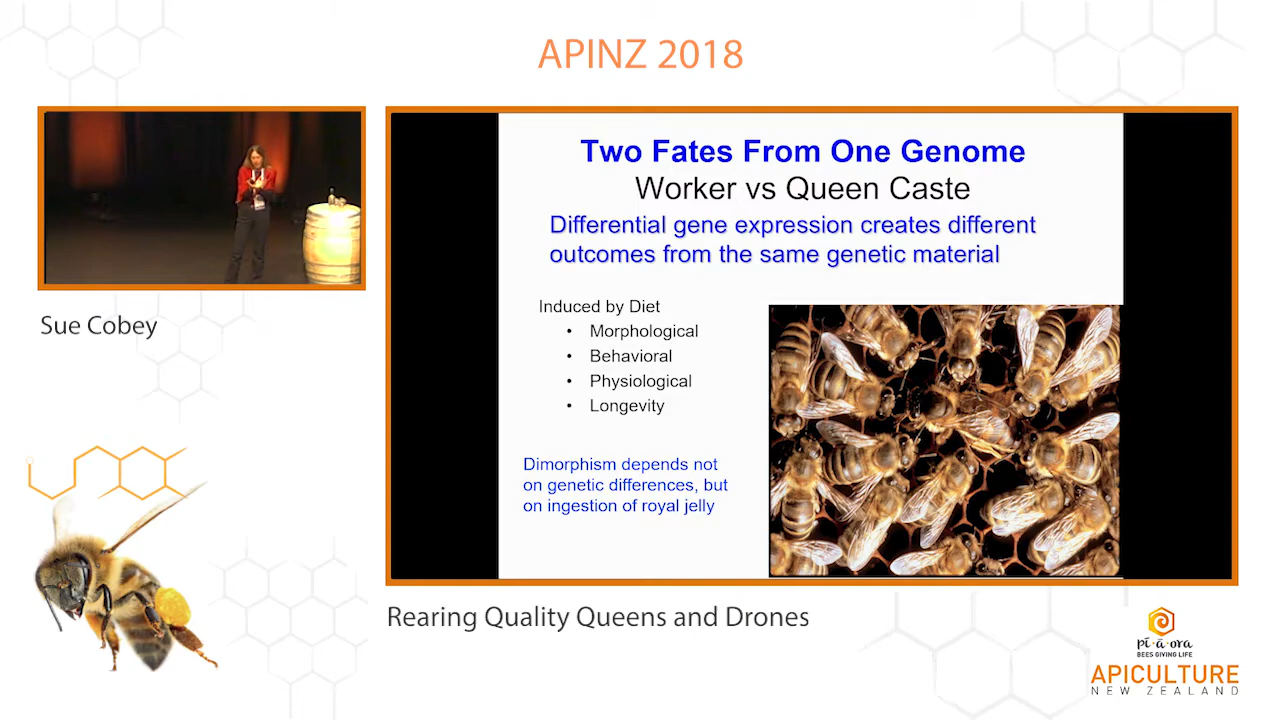 APINZ 2018
Sue Cobey
Two Fates From One Genome
Worker vs Queen Caste
Differential gene expression creates different
outcomes from the same genetic material
Induced by Diet
• Morphological
• Behavioral
• Physiological
• Longevity
Dimorphism depends not
on genetic differences, but
on ingestion of royal jelly
Rearing Quality Queens and Drones
pī-ā-ora
BEES GIVING LIFE
APICULTURE
NEW ZEALAND